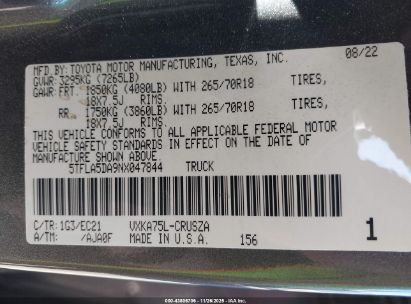 MFD.BY:TOYOTA MOTOR MANUFACTURING, TEXAS, INC. 08/22
GVWR:3295KG (7265LB)
GAWR FRT. 1850KG (4080LB) WITH 265/70R18 TIRES,
18X7.5J RIMS.
RR. 1750KG (3860LB) WITH 265/70R18 TIRES,
18X7.5J RIMS.
THIS VEHICLE CONFORMS TO ALL APPLICABLE FEDERAL MOTOR
VEHICLE SAFETY STANDARDS IN EFFECT ON THE DATE OF
MANUFACTURE SHOWN ABOVE.
5TFLA5DA9NX047844 TRUCK
C/TR:1G3/EC21 VXKA75L-CRUSZA
A/TM: /AJA0F MADE IN U.S.A. 156 1